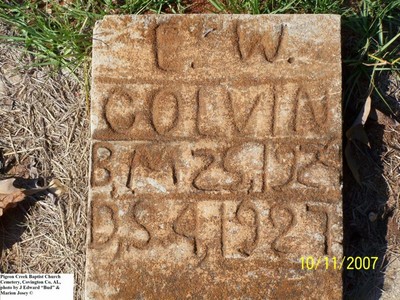 W.
COLVIN
B, M 25,
D, S 4, 1927
10/11/2007
Pigeon Creek Baptist Church
Cemetery, Covington Co, AL,
photo by J Edward "Bud" &
Marion Josey ©